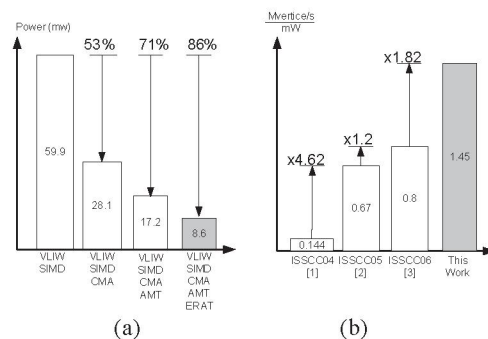 Power (mw)
53%
71%
86%
59.9
28.1
17.2
8.6
VLIW
SIMD
VLIW
SIMD
CMA
VLIW
SIMD
CMA
AMT
VLIW
SIMD
CMA
AMT
ERAT
(a)
Mvertice/s
mW
x4.62
x1.2
x1.82
0.144
0.67
0.8
1.45
ISSCC04
[1]
ISSCC05
[2]
ISSCC06
[3]
This
Work
(b)